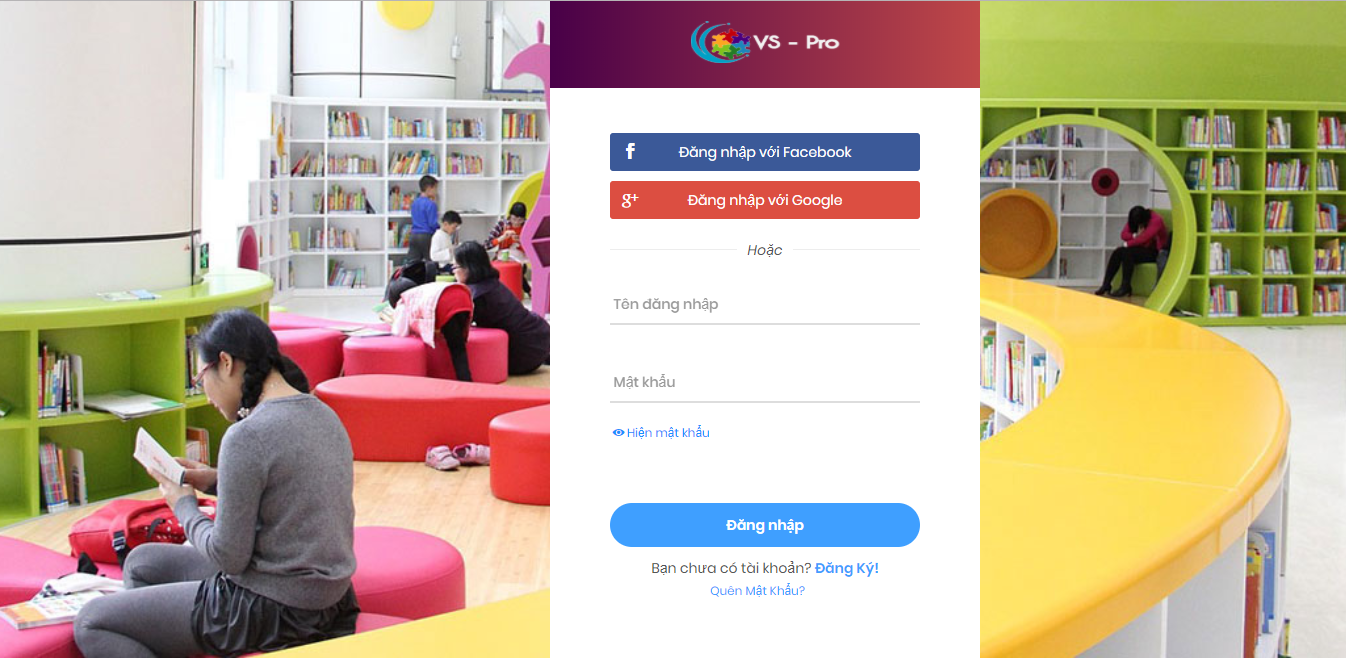 VS - Pro
Đăng nhập với Facebook
g+ Đăng nhập với Google
Hoặc
Tên đăng nhập
Mật khẩu
Hiện mật khẩu
Đăng nhập
Bạn chưa có tài khoản? Đăng Ký!
Quên Mật Khẩu?